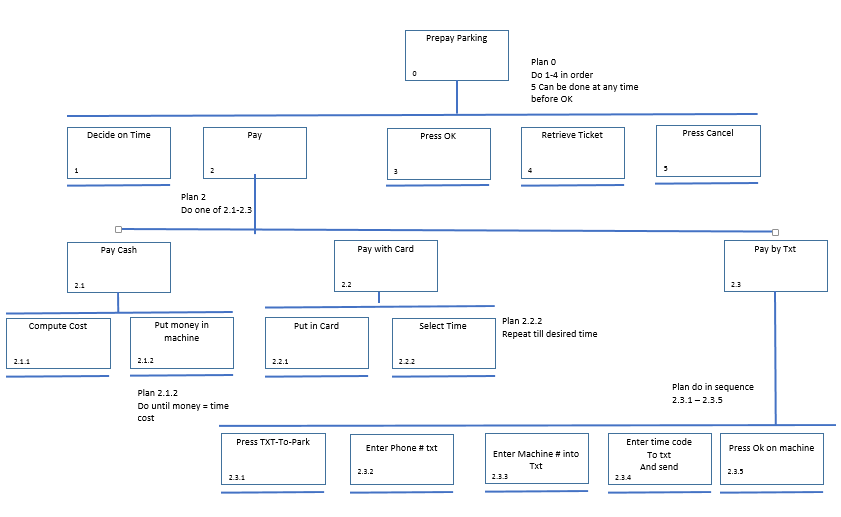 Prepay Parking
0
Plan 0
Do 1-4 in order
5 Can be done at any time
before OK
Decide on Time
1
Pay
2
Press OK
3
Retrieve Ticket
4
Press Cancel
5
Plan 2
Do one of 2.1-2.3
Pay Cash
2.1
Pay with Card
2.2
Pay by Txt
2.3
Compute Cost
2.1.1
Put money in
machine
2.1.2
Put in Card
2.2.1
Select Time
2.2.2
Plan 2.2.2
Repeat till desired time
Plan 2.1.2
Do until money = time
cost
Plan do in sequence
2.3.1 – 2.3.5
Press TXT-To-Park
2.3.1
Enter Phone # txt
2.3.2
Enter Machine # into
Txt
2.3.3
Enter time code
To txt
And send
2.3.4
Press Ok on machine
2.3.5